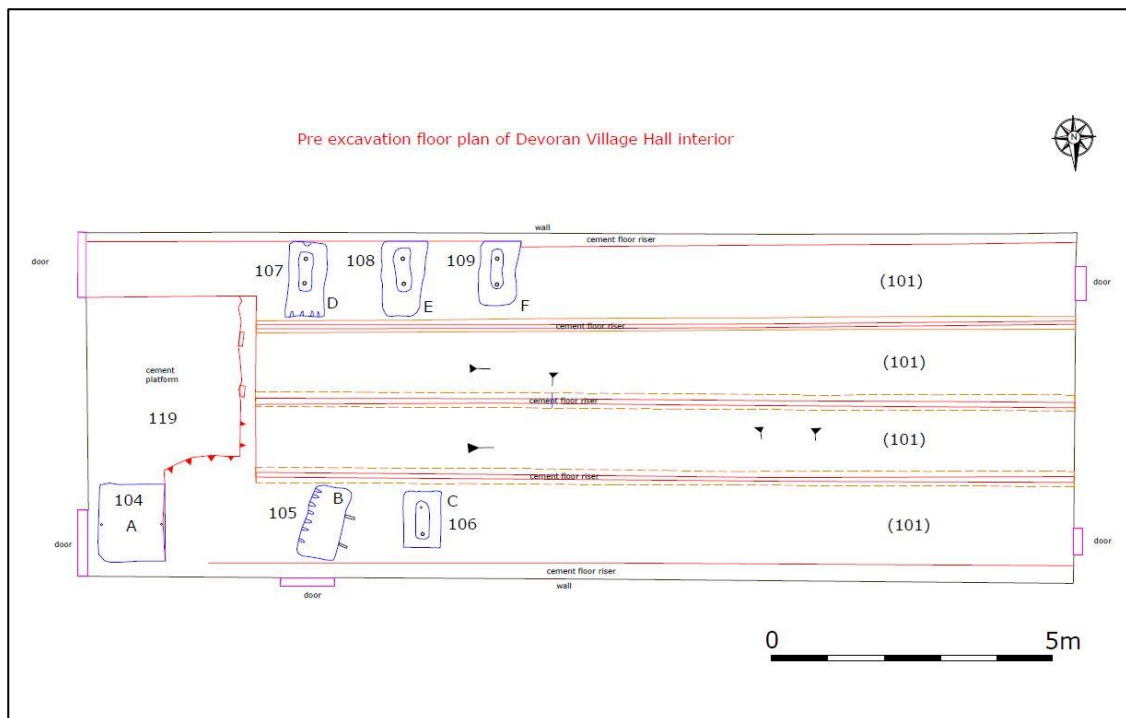 Pre excavation floor plan of Devoran Village Hall interior
N
wall
cement floor riser
door
107
108
109
(101)
door
D
E
F
cement floor riser
cement
platform
(101)
119
cement floor riser
(101)
cement floor riser
104
A
105
B
C
106
(101)
door
door
cement floor riser
wall
door
0
5m